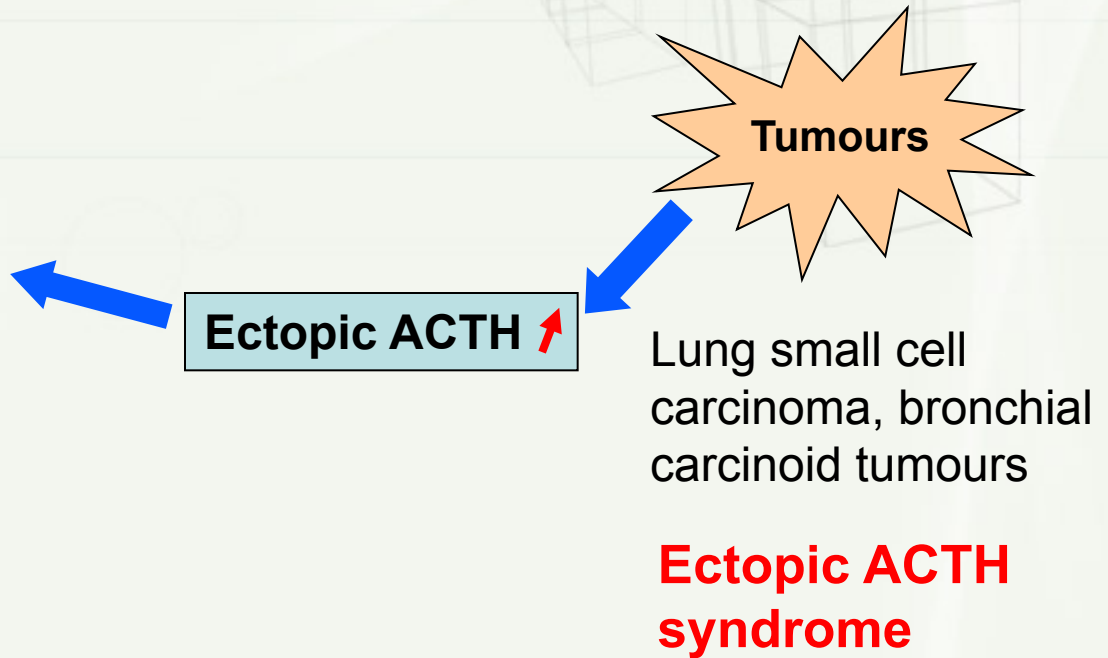 Tumours
Ectopic ACTH
Lung small cell
carcinoma, bronchial
carcinoid tumours
Ectopic ACTH
syndrome